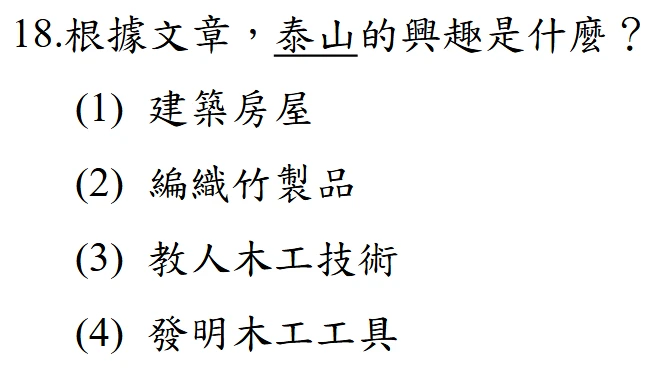 18.根據文章，泰山的興趣是什麼？
(1) 建築房屋
(2) 編織竹製品
(3) 教人木工技術
(4) 發明木工工具